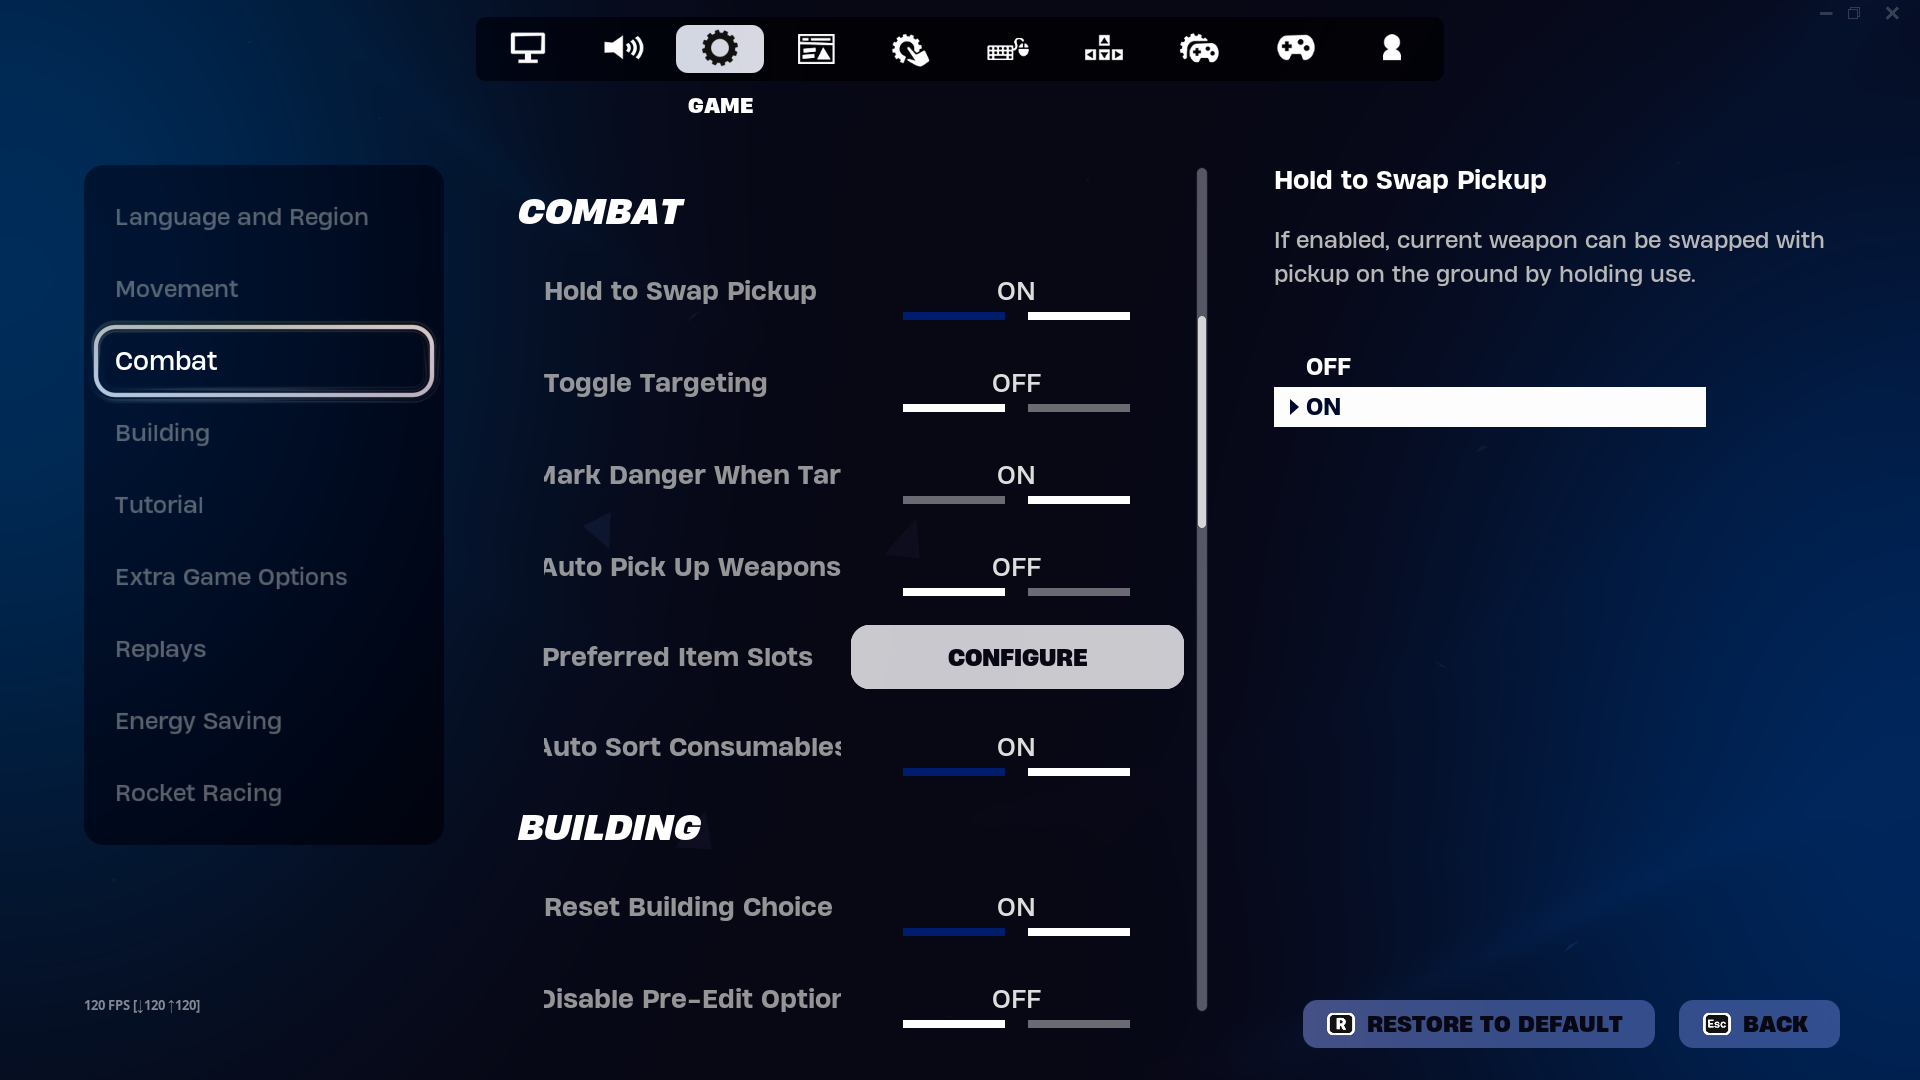 GAME
Language and Region
Movement
Combat
Building
Tutorial
Extra Game Options
Replays
Energy Saving
Rocket Racing
COMBAT
Hold to Swap Pickup
ON
Toggle Targeting
OFF
Mark Danger When Tar
ON
Auto Pick Up Weapons
OFF
Preferred Item Slots
CONFIGURE
Auto Sort Consumables
ON
BUILDING
Reset Building Choice
ON
Disable Pre-Edit Option
OFF
Hold to Swap Pickup
If enabled, current weapon can be swapped with
pickup on the ground by holding use.
OFF
ON
120 FPS [↓120 ↑120]
R RESTORE TO DEFAULT
Esc BACK